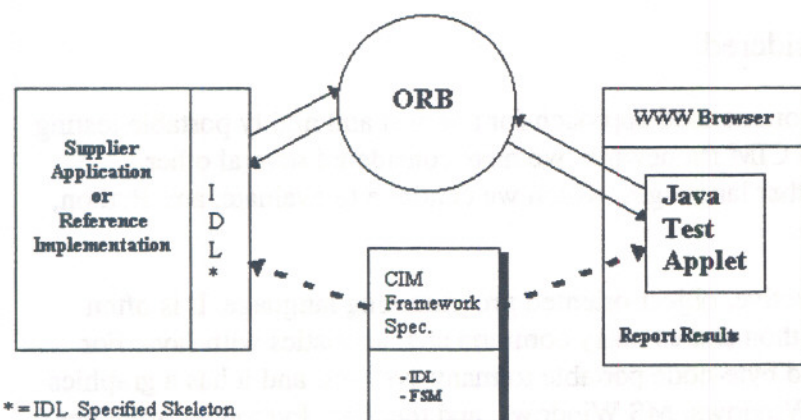 ORB
Supplier
Application
or
Reference
Implementation
I
D
L
*
WWW Browser
Java
Test
Applet
Report Results
CIM
Framework
Spec.
- IDL
- FSM
* = IDL Specified Skeleton